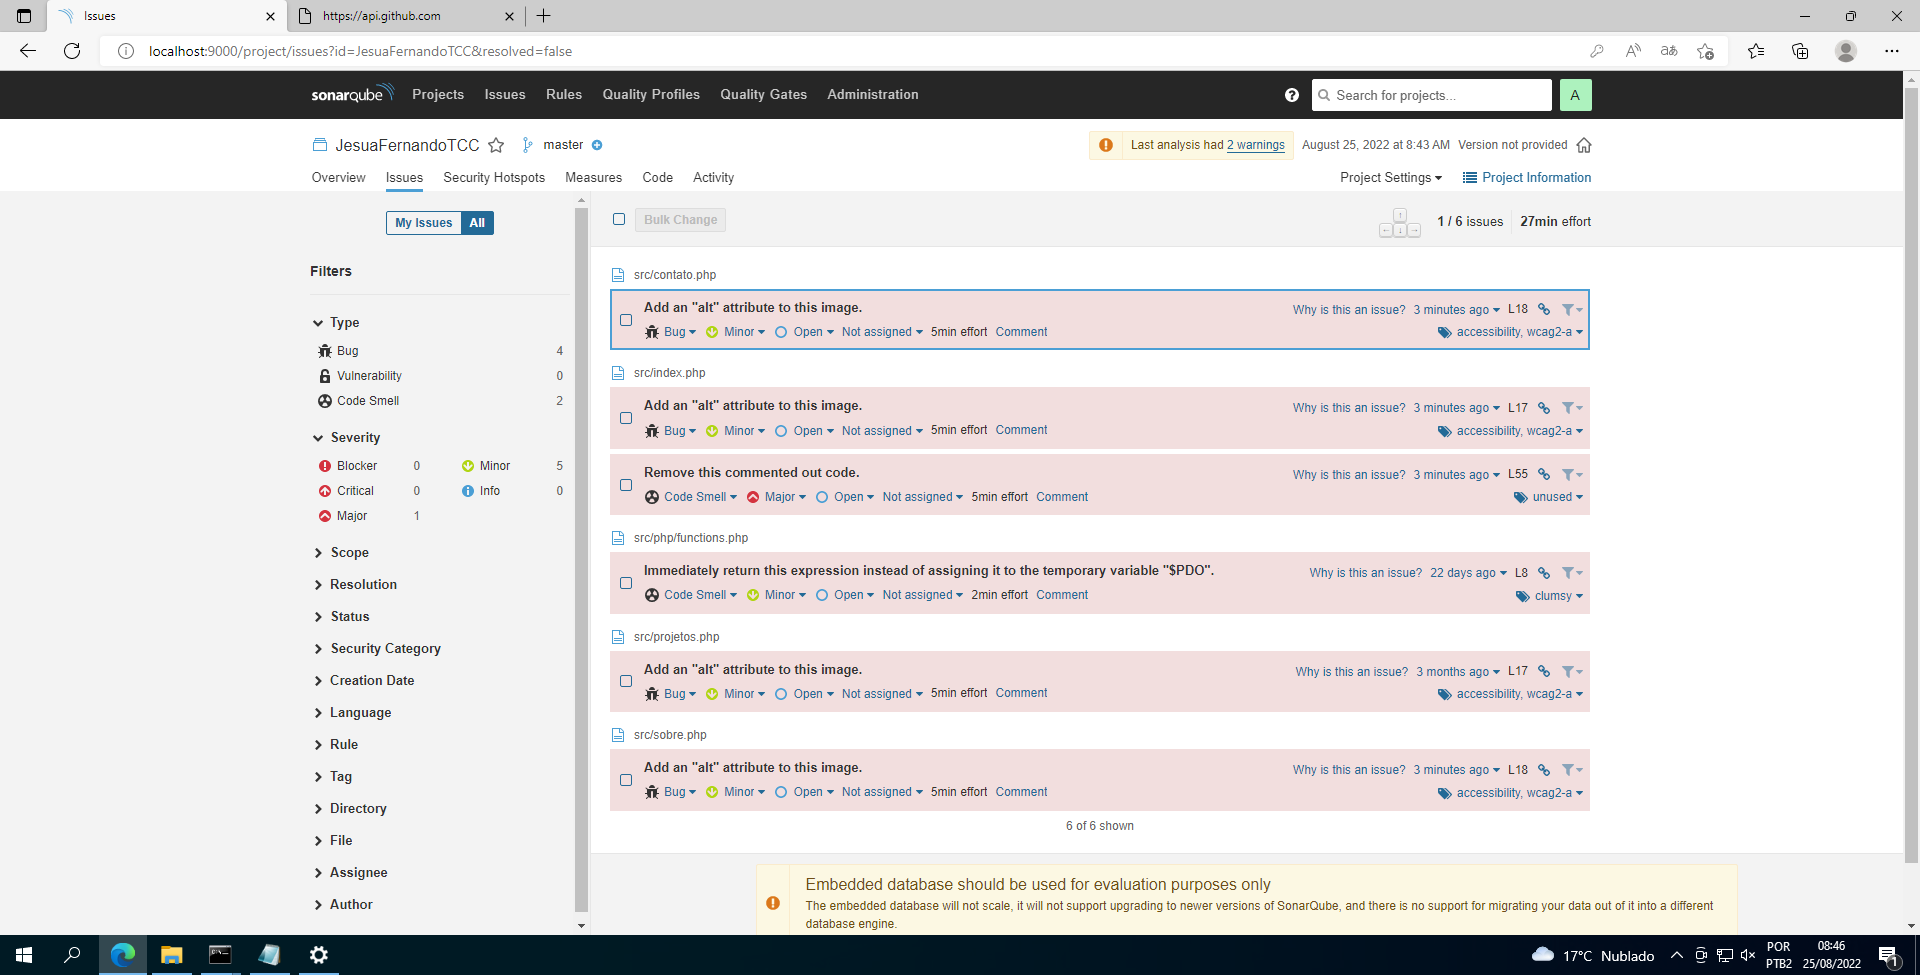 Issues
https://api.github.com
localhost:9000/project/issues?id=JesuaFernandoTCC&resolved=false
sonarqube Projects Issues Rules Quality Profiles Quality Gates Administration
Search for projects...
A
JesuaFernandoTCC master
Last analysis had 2 warnings August 25, 2022 at 8:43 AM Version not provided
Overview Issues Security Hotspots Measures Code Activity
Project Settings Project Information
My Issues All
Bulk Change
1 / 6 issues 27min effort
Filters
Type
Bug 4
Vulnerability 0
Code Smell 2
Severity
Blocker 0 Minor 5
Critical 0 Info 0
Major 1
Scope
Resolution
Status
Security Category
Creation Date
Language
Rule
Tag
Directory
File
Assignee
Author
src/contato.php
Add an "alt" attribute to this image. Why is this an issue? 3 minutes ago L18
Bug Minor Open Not assigned 5min effort Comment accessibility, wcag2-a
src/index.php
Add an "alt" attribute to this image. Why is this an issue? 3 minutes ago L17
Bug Minor Open Not assigned 5min effort Comment accessibility, wcag2-a
Remove this commented out code. Why is this an issue? 3 minutes ago L55
Code Smell Major Open Not assigned 5min effort Comment unused
src/php/functions.php
Immediately return this expression instead of assigning it to the temporary variable "$PDO". Why is this an issue? 22 days ago L8
Code Smell Minor Open Not assigned 2min effort Comment clumsy
src/projetos.php
Add an "alt" attribute to this image. Why is this an issue? 3 months ago L17
Bug Minor Open Not assigned 5min effort Comment accessibility, wcag2-a
src/sobre.php
Add an "alt" attribute to this image. Why is this an issue? 3 minutes ago L18
Bug Minor Open Not assigned 5min effort Comment accessibility, wcag2-a
6 of 6 shown
Embedded database should be used for evaluation purposes only
The embedded database will not scale, it will not support upgrading to newer versions of SonarQube, and there is no support for migrating your data out of it into a different
database engine.
17°C Nublado
POR
PTB2
08:46
25/08/2022
1